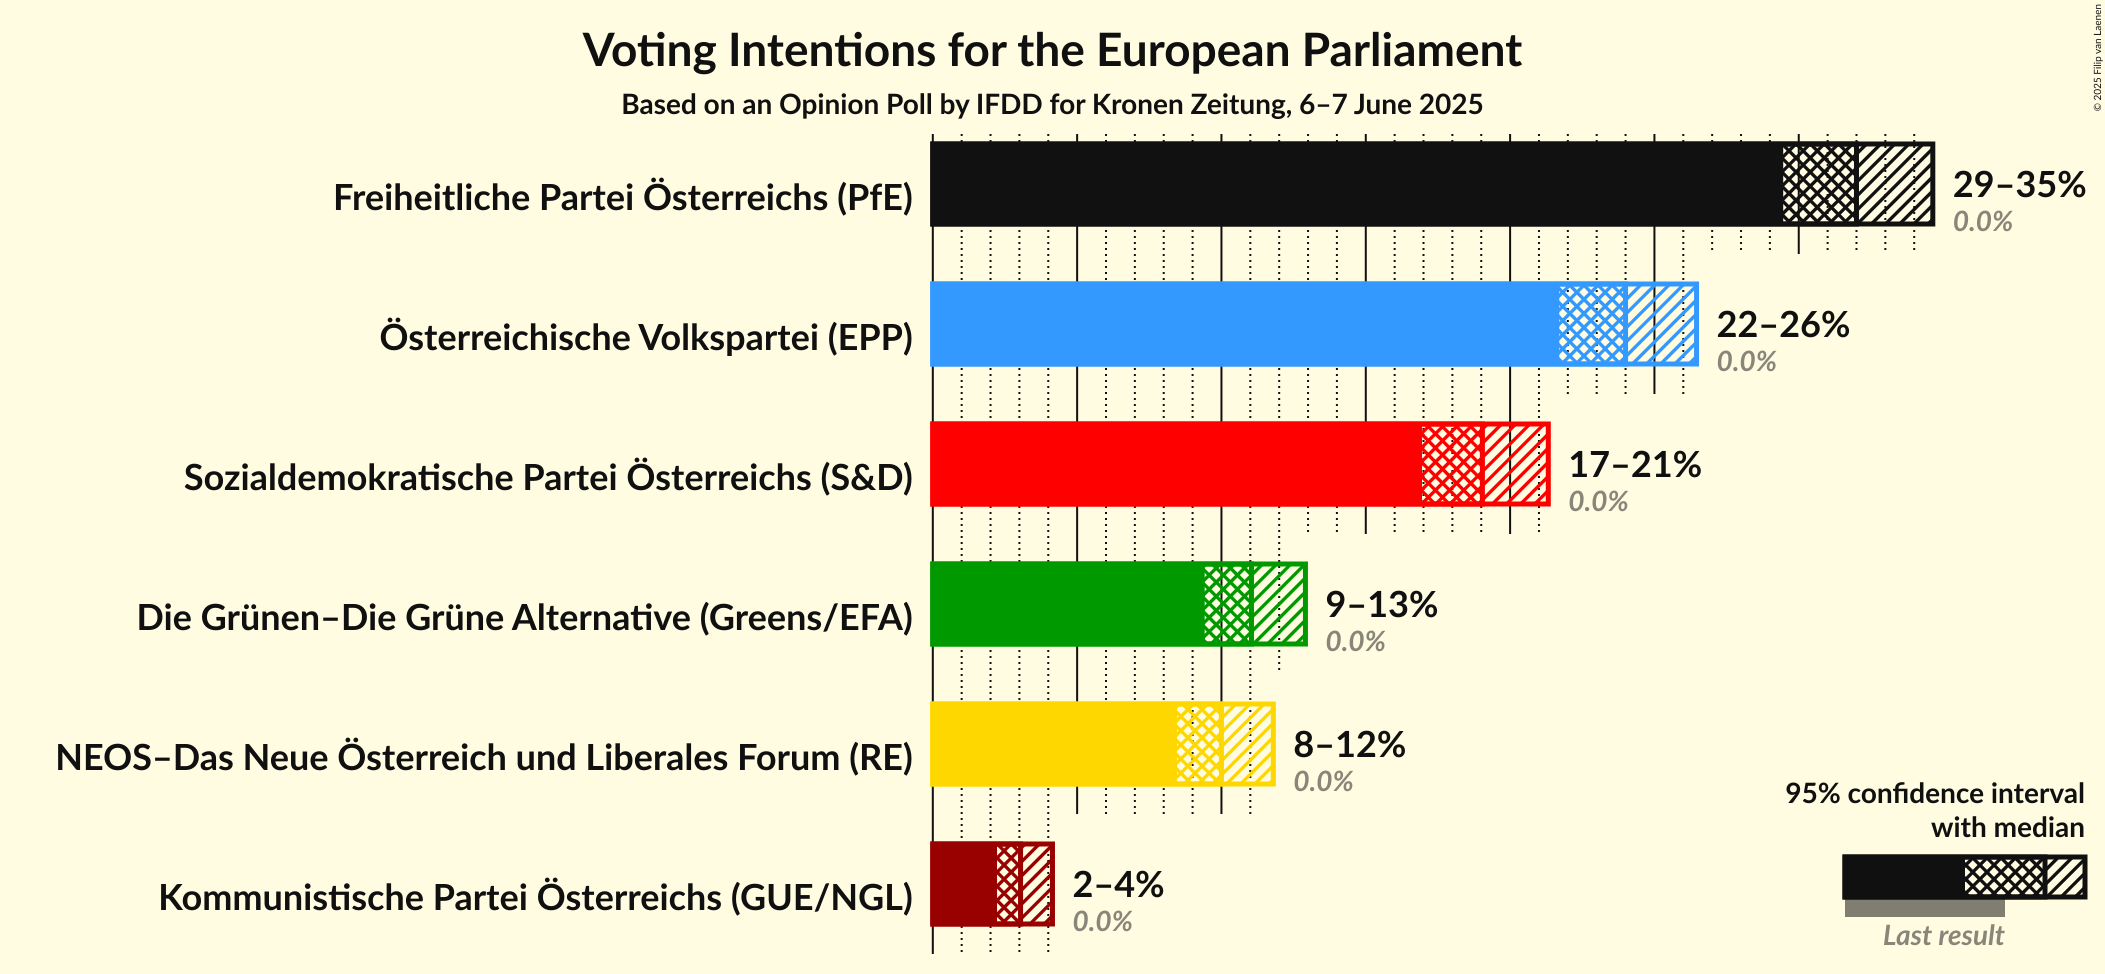 Voting Intentions for the European Parliament
Based on an Opinion Poll by IFDD for Kronen Zeitung, 6–7 June 2025
© 2025 Filip van Laenen
Freiheitliche Partei Österreichs (PfE)
29–35%
0.0%
Österreichische Volkspartei (EPP)
22–26%
0.0%
Sozialdemokratische Partei Österreichs (S&D)
17–21%
0.0%
Die Grünen–Die Grüne Alternative (Greens/EFA)
9–13%
0.0%
NEOS–Das Neue Österreich und Liberales Forum (RE)
8–12%
0.0%
Kommunistische Partei Österreichs (GUE/NGL)
2–4%
0.0%
95% confidence interval
with median
Last result